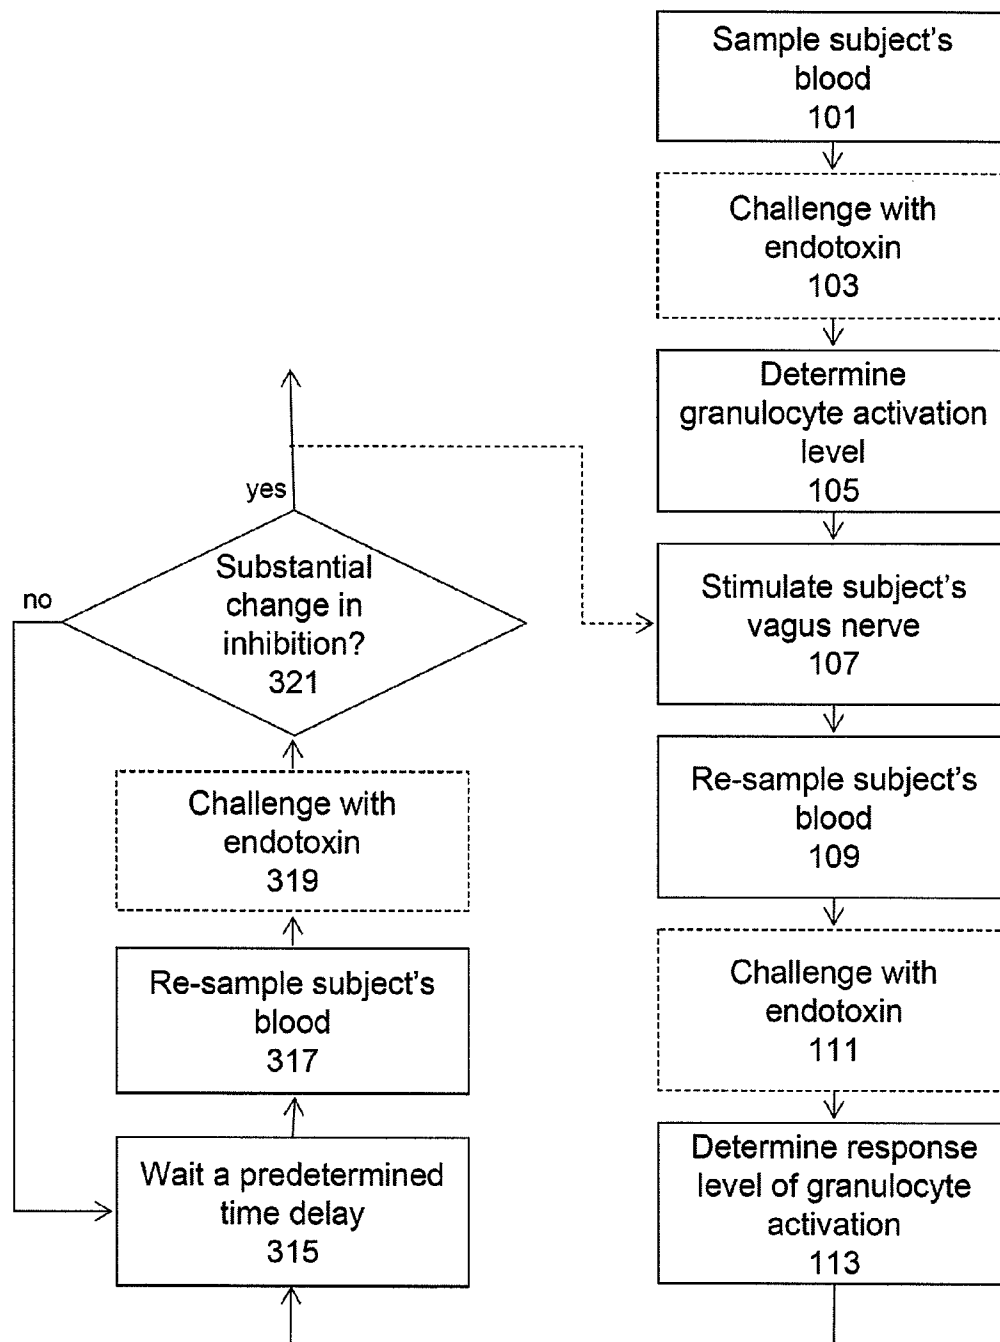 Sample subject's
blood
101
Challenge with
endotoxin
103
Determine
granulocyte activation
level
105
Stimulate subject's
vagus nerve
107
Re-sample subject's
blood
109
Challenge with
endotoxin
111
Determine response
level of granulocyte
activation
113
yes
no
Substantial
change in
inhibition?
321
Challenge with
endotoxin
319
Re-sample subject's
blood
317
Wait a predetermined
time delay
315